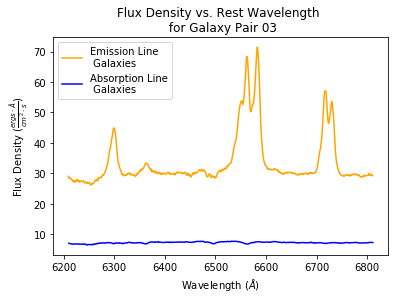 Flux Density vs. Rest Wavelength
for Galaxy Pair 03
Emission Line
Galaxies
Absorption Line
Galaxies
Flux Density (ergs · Å / cm² · s)
70
60
50
40
30
20
10
6200
6300
6400
6500
6600
6700
6800
Wavelength (Å)